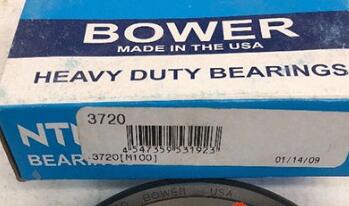 BOWER
MADE IN THE USA
HEAVY DUTY BEARINGS
3720
4 547359 531923
3720[M100]
01/14/09
BOWER USA